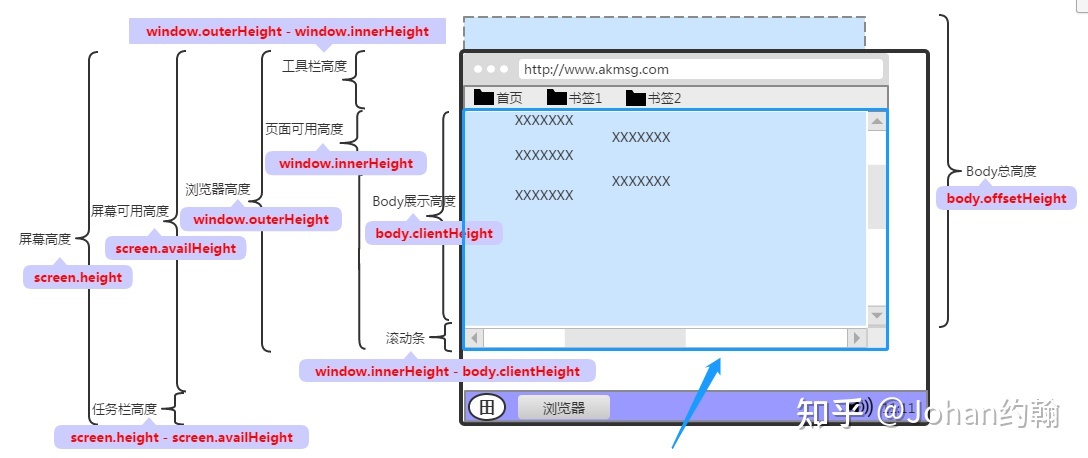 window.outerHeight - window.innerHeight
工具栏高度
页面可用高度
window.innerHeight
浏览器高度
window.outerHeight
屏幕可用高度
screen.availHeight
屏幕高度
screen.height
Body展示高度
body.clientHeight
滚动条
window.innerHeight - body.clientHeight
任务栏高度
screen.height - screen.availHeight
http://www.akmsg.com
首页 书签1 书签2
XXXXXXX
XXXXXXX
XXXXXXX
XXXXXXX
XXXXXXX
Body总高度
body.offsetHeight
田 浏览器
知乎 @Johan约翰